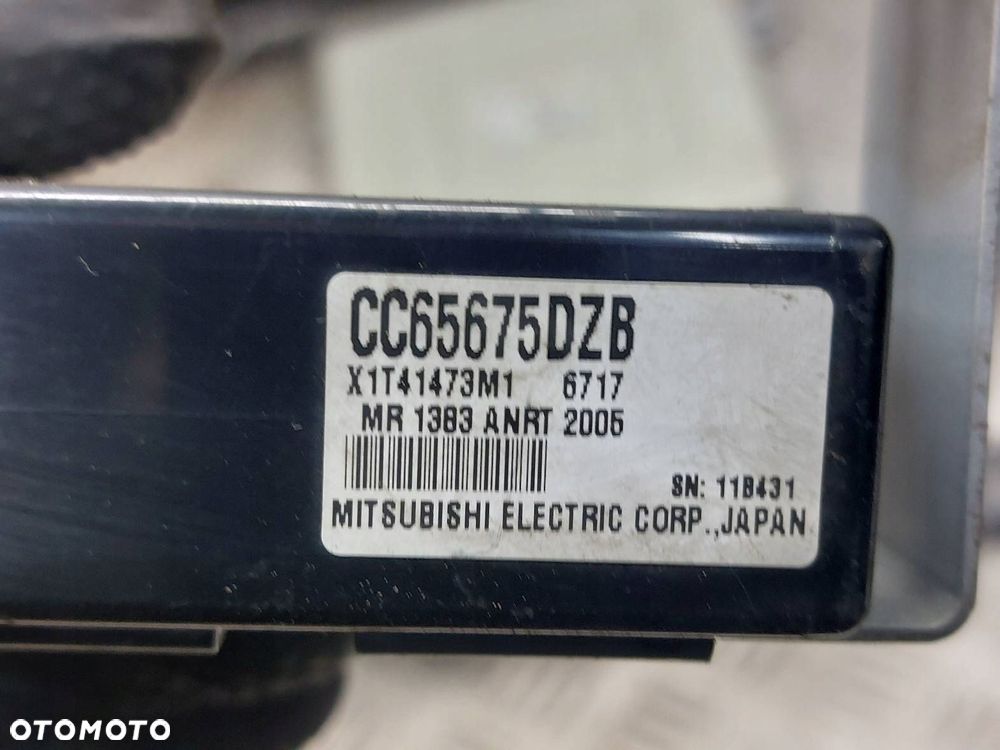 CC65675DZB
X1T41473M1 6717
MR 1383 ANRT 2005
SN: 11B431
MITSUBISHI ELECTRIC CORP.,JAPAN
OTOMOTO